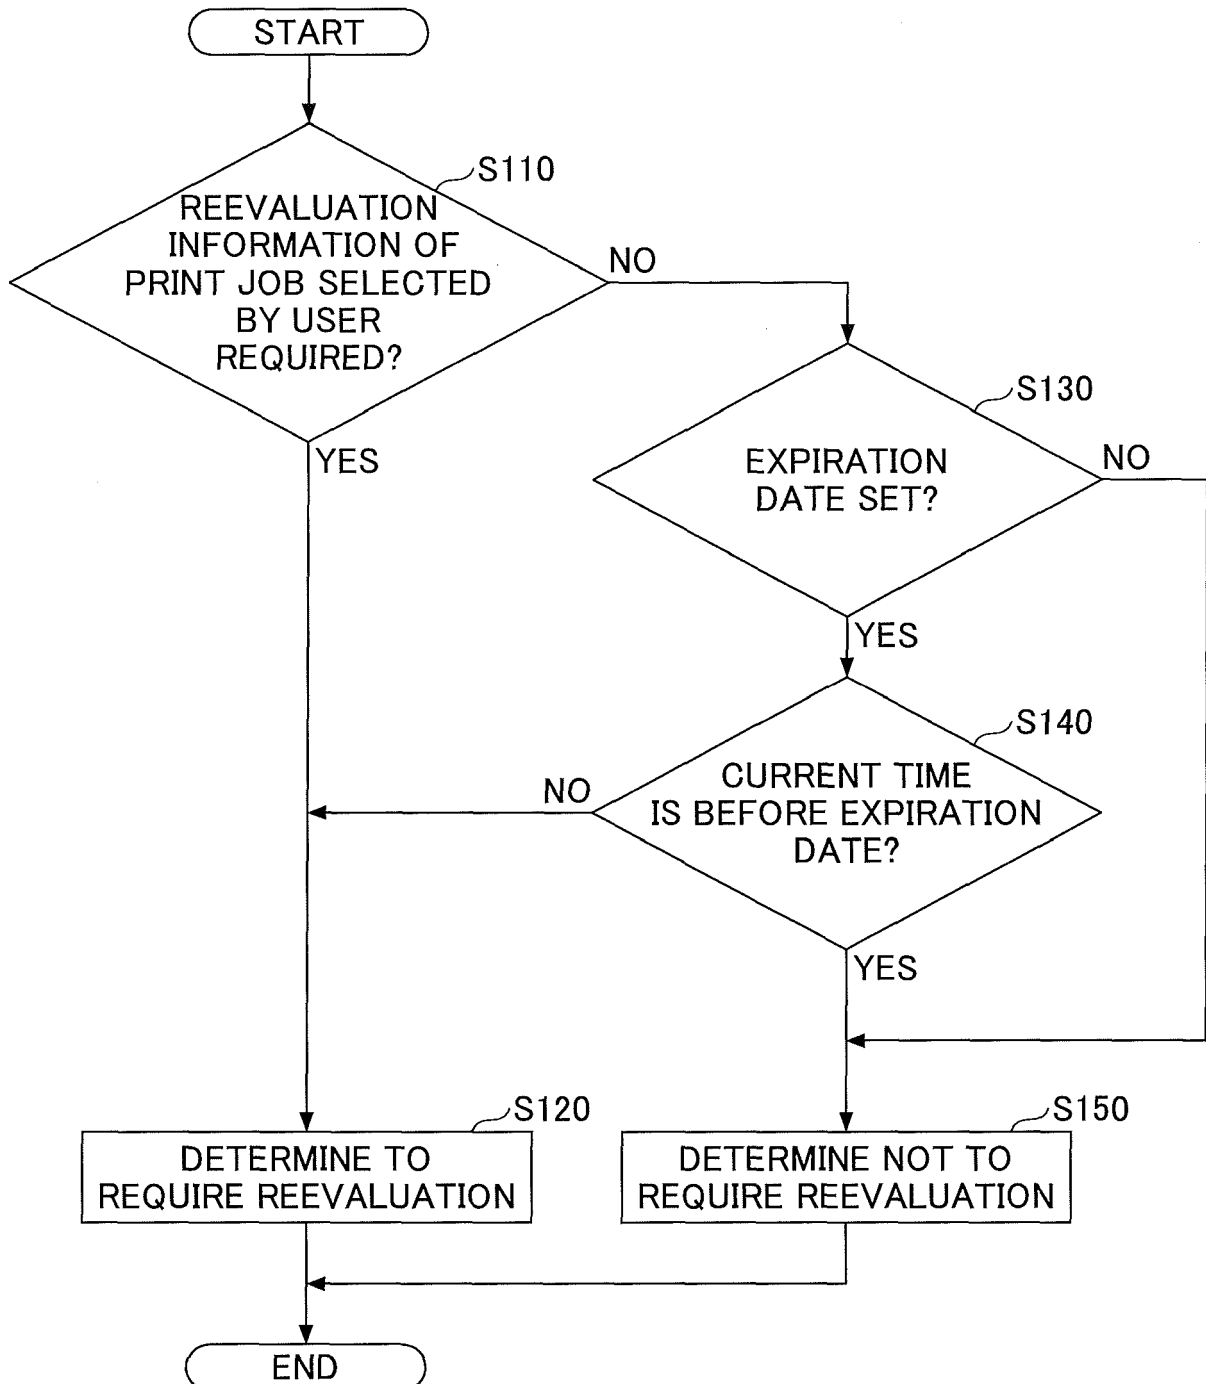 START
S110
REEVALUATION
INFORMATION OF
PRINT JOB SELECTED
BY USER
REQUIRED?
NO
YES
S130
EXPIRATION
DATE SET?
NO
YES
S140
CURRENT TIME
IS BEFORE EXPIRATION
DATE?
NO
YES
S120
DETERMINE TO
REQUIRE REEVALUATION
S150
DETERMINE NOT TO
REQUIRE REEVALUATION
END